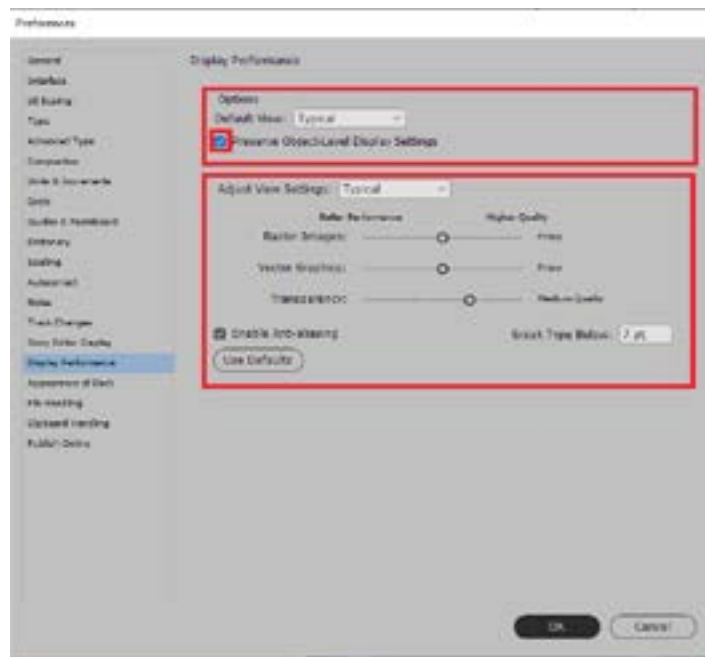 Preferences
General
Interface
UI Scaling
Type
Advanced Type
Composition
Units & Increments
Grids
Guides & Pasteboard
Dictionary
Spelling
Autocorrect
Notes
Track Changes
Story Editor Display
Display Performance
Appearance of Black
File Handling
Clipboard Handling
Publish Online
Display Performance
Options
Default View: Typical
Preserve Object-Level Display Settings
Adjust View Settings: Typical
Better Performance Higher Quality
Raster Images: Proxy
Vector Graphics: Proxy
Transparency: Medium Quality
Enable Anti-aliasing Greek Type Below: 7 pt
Use Defaults
OK Cancel